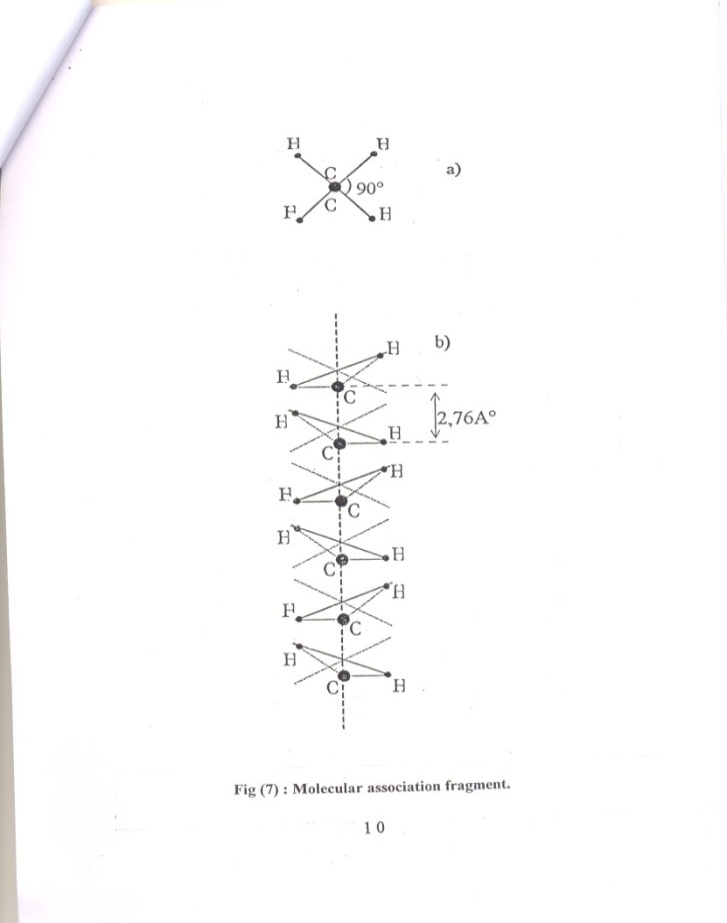 H H
C
90°
a)
H C H
b)
H
H
C
H
2,76A°
H
C
H
H
C
H
H
C
H
H
C
H
C H
Fig (7) : Molecular association fragment.
10